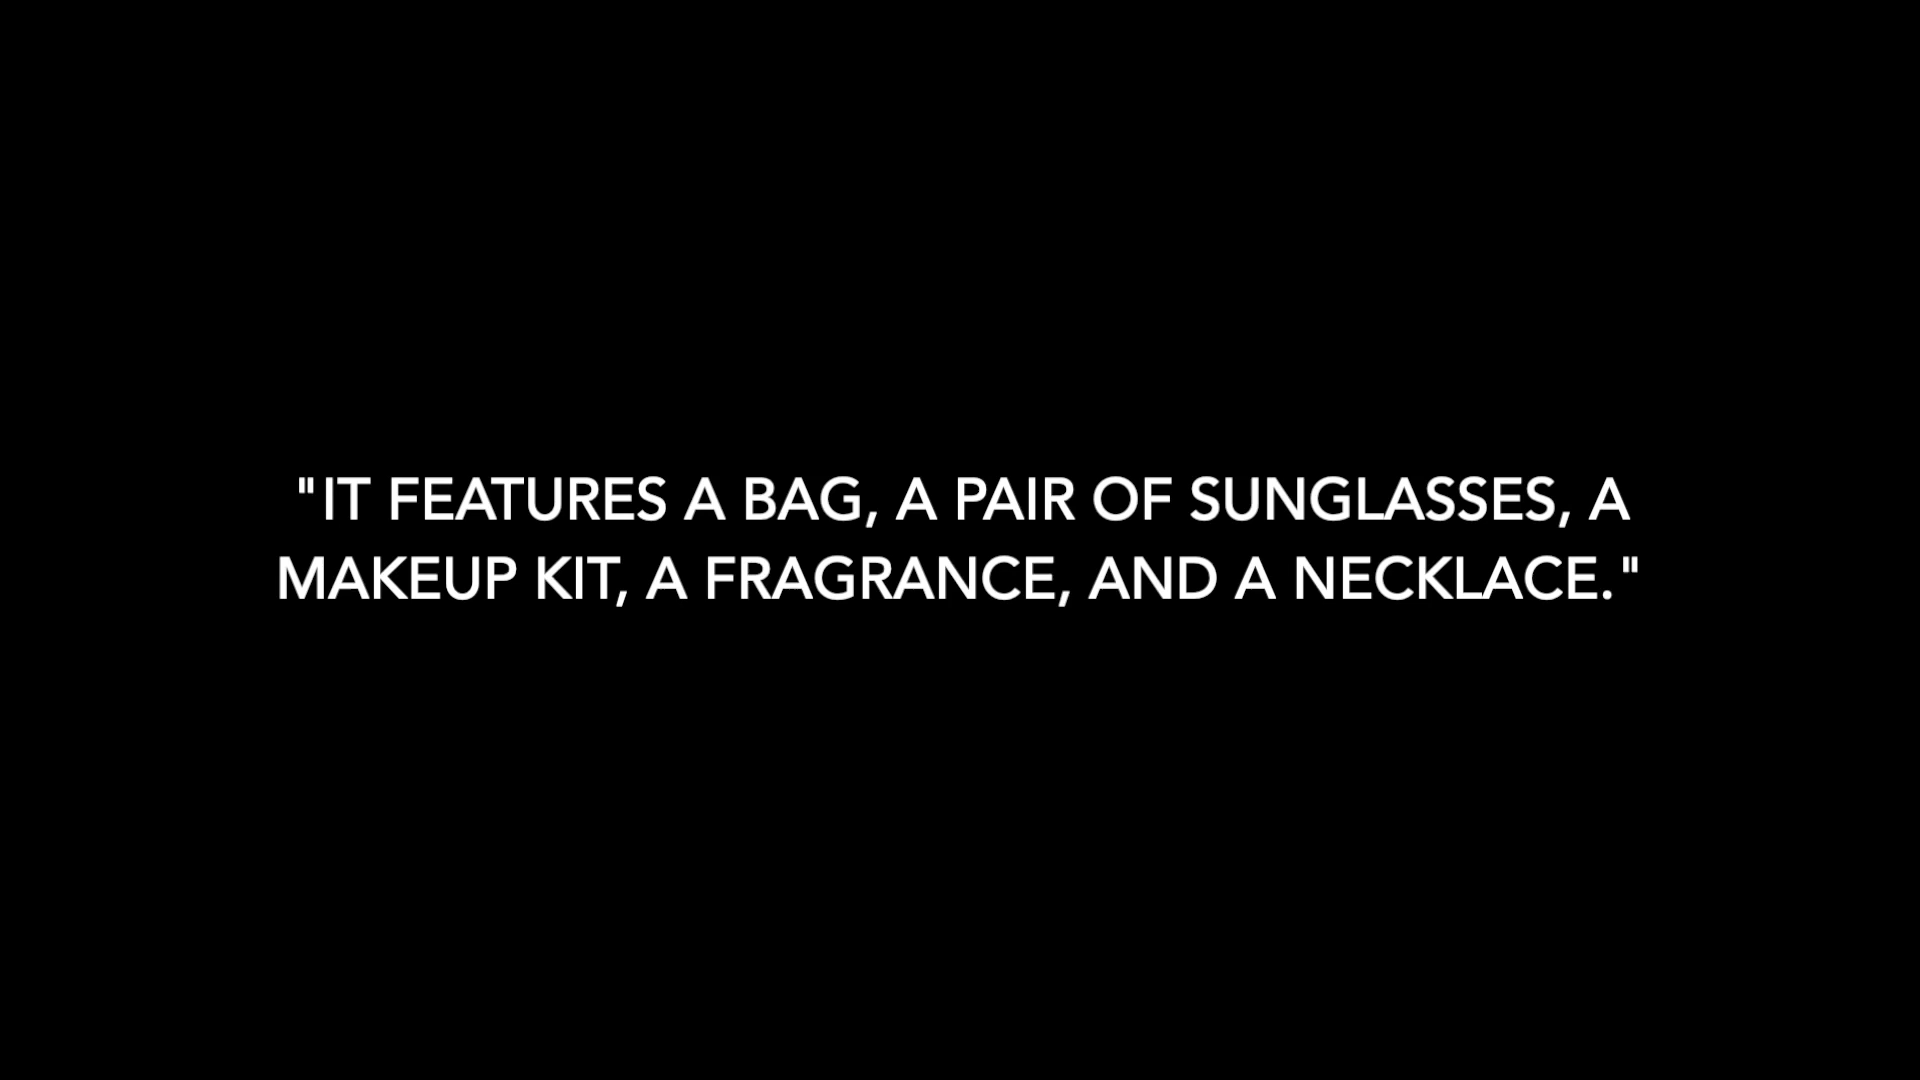 "IT FEATURES A BAG, A PAIR OF SUNGLASSES, A
MAKEUP KIT, A FRAGRANCE, AND A NECKLACE."